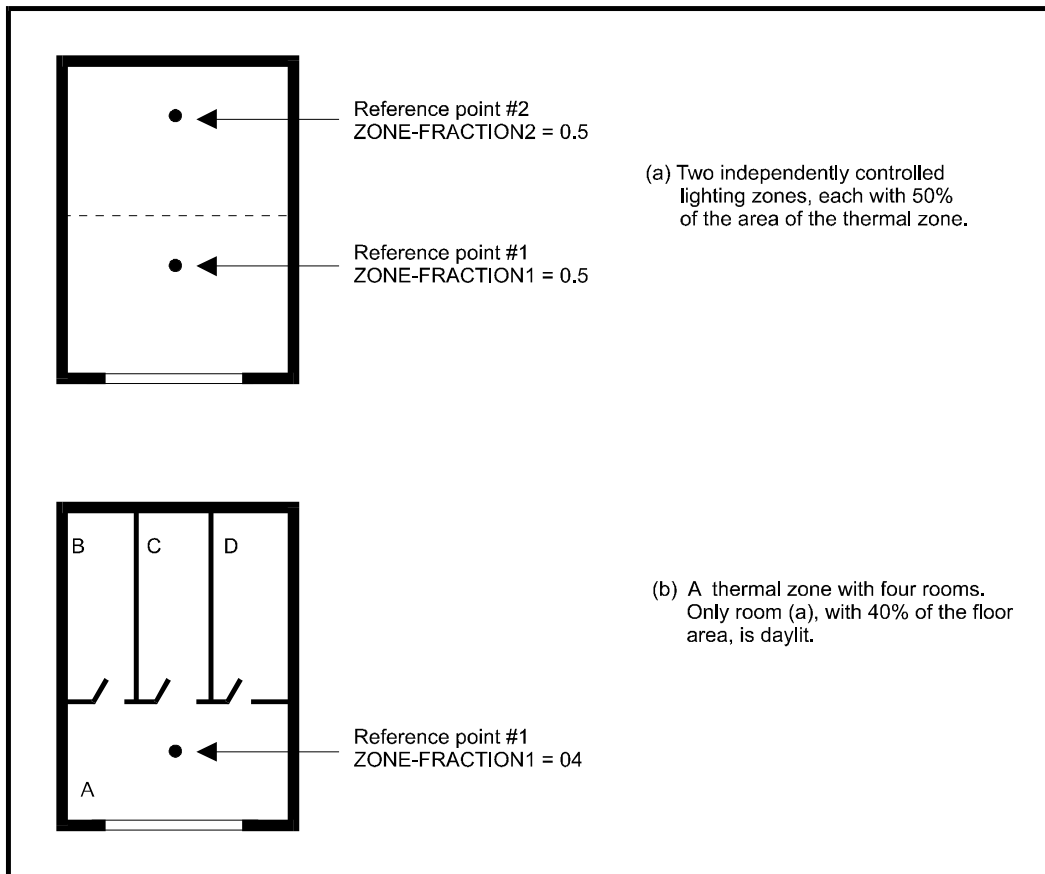 Reference point #2
ZONE-FRACTION2 = 0.5
(a) Two independently controlled
lighting zones, each with 50%
of the area of the thermal zone.
Reference point #1
ZONE-FRACTION1 = 0.5
B
C
D
(b) A thermal zone with four rooms.
Only room (a), with 40% of the floor
area, is daylit.
Reference point #1
ZONE-FRACTION1 = 04
A